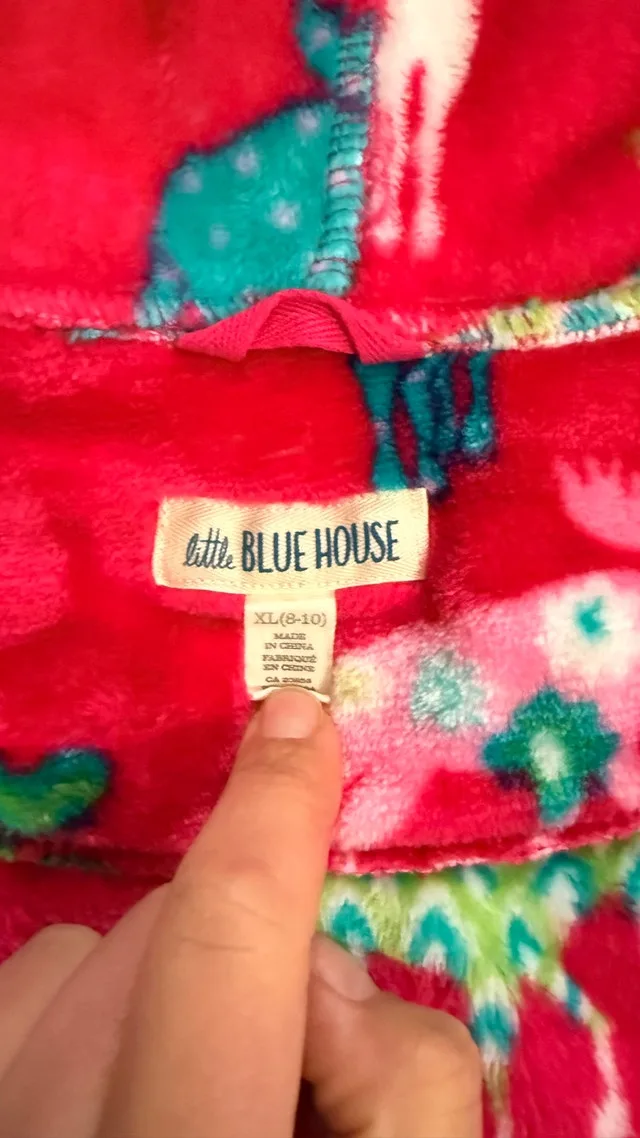 little BLUE HOUSE
XL(8-10)
MADE
IN CHINA
FABRIQUÉ
EN CHINE